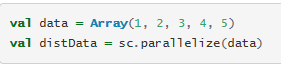 val data = Array(1, 2, 3, 4, 5)
val distData = sc.parallelize(data)